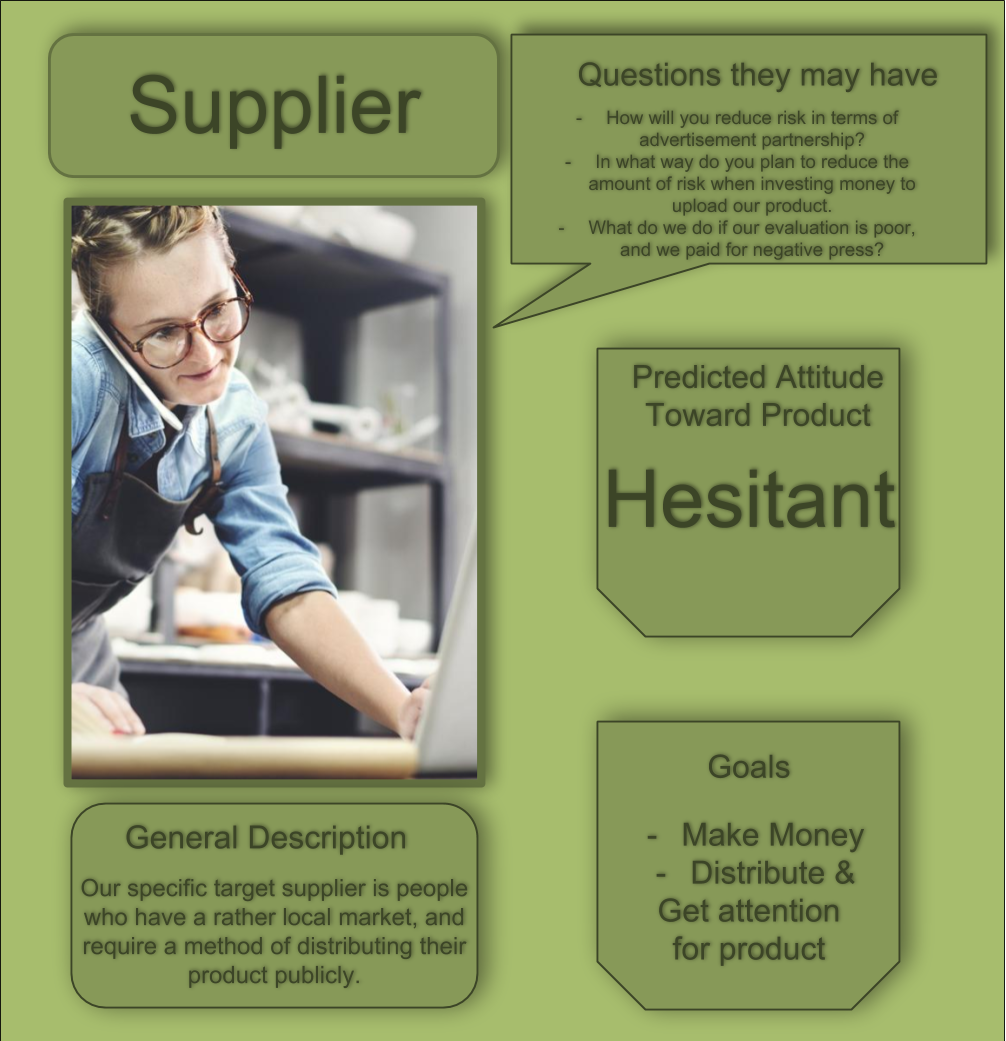 Supplier
Questions they may have
- How will you reduce risk in terms of
advertisement partnership?
- In what way do you plan to reduce the
amount of risk when investing money to
upload our product.
- What do we do if our evaluation is poor,
and we paid for negative press?
Predicted Attitude
Toward Product
Hesitant
General Description
Our specific target supplier is people
who have a rather local market, and
require a method of distributing their
product publicly.
Goals
- Make Money
- Distribute &
Get attention
for product